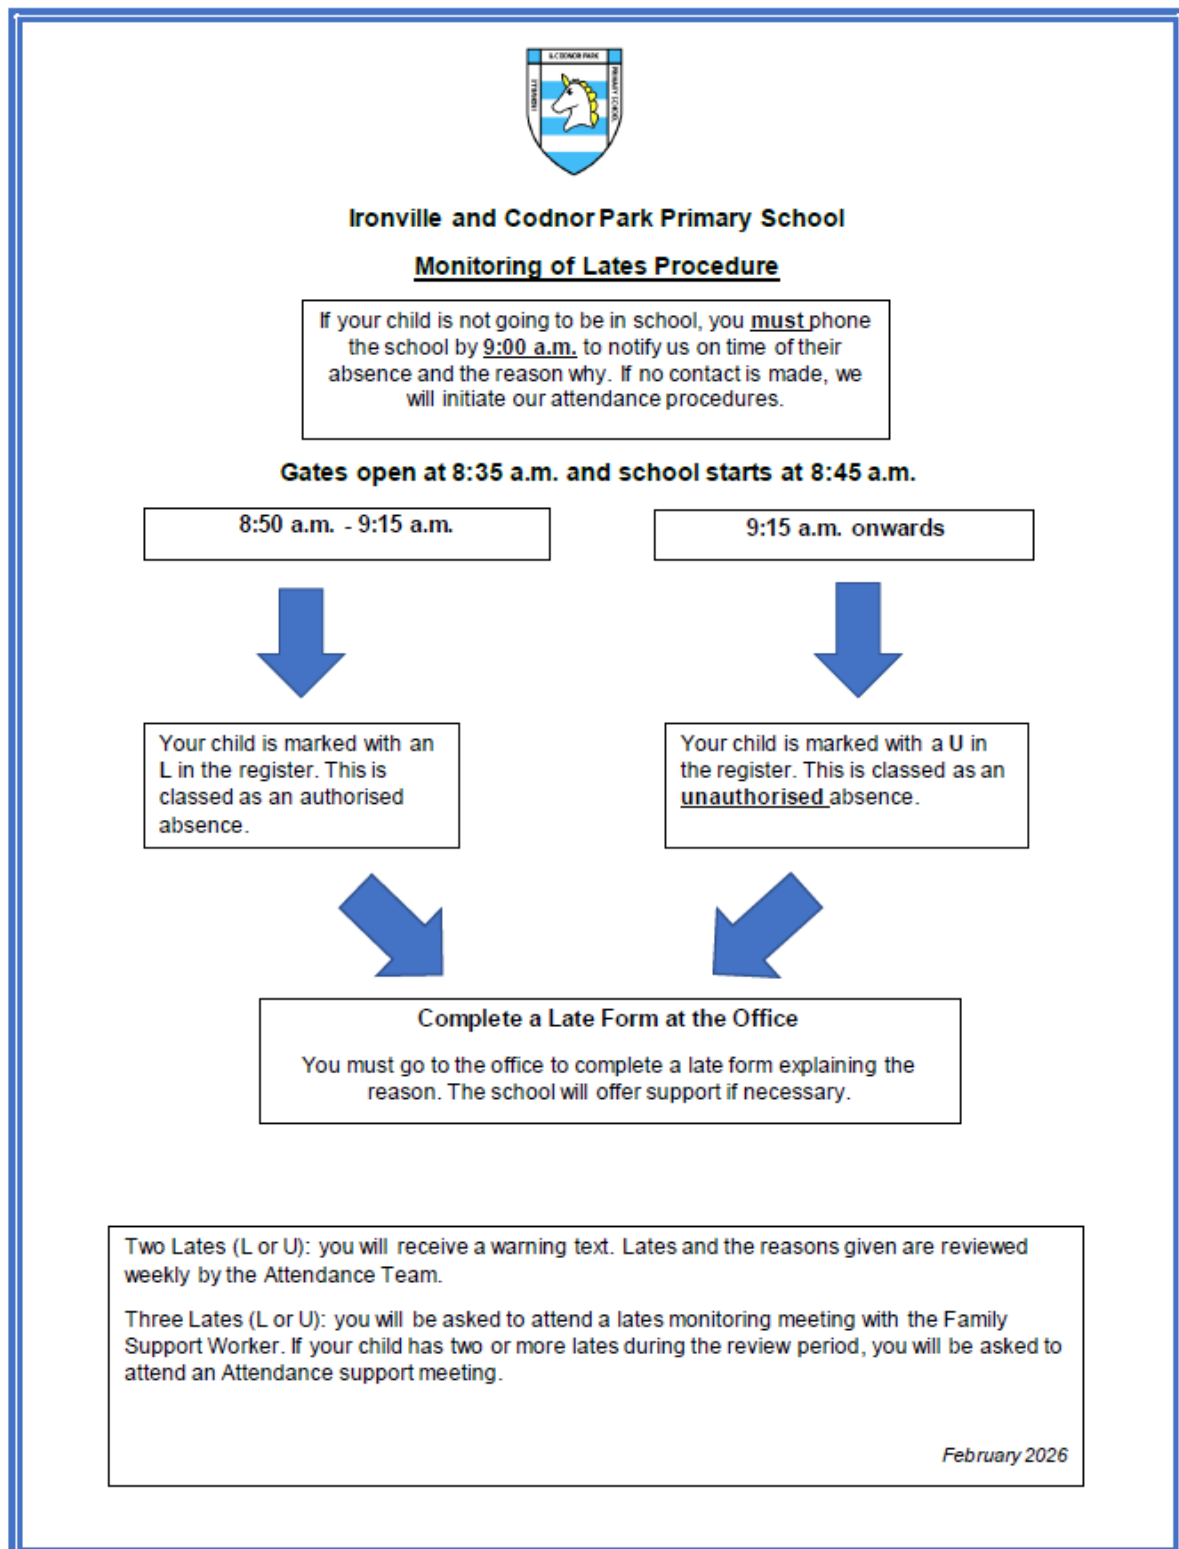 & CODNOR PARK
IRONVILLE
PRIMARY SCHOOL
Ironville and Codnor Park Primary School
Monitoring of Lates Procedure
If your child is not going to be in school, you must phone
the school by 9:00 a.m. to notify us on time of their
absence and the reason why. If no contact is made, we
will initiate our attendance procedures.
Gates open at 8:35 a.m. and school starts at 8:45 a.m.
8:50 a.m. - 9:15 a.m.
9:15 a.m. onwards
Your child is marked with an
L in the register. This is
classed as an authorised
absence.
Your child is marked with a U in
the register. This is classed as an
unauthorised absence.
Complete a Late Form at the Office
You must go to the office to complete a late form explaining the
reason. The school will offer support if necessary.
Two Lates (L or U): you will receive a warning text. Lates and the reasons given are reviewed
weekly by the Attendance Team.
Three Lates (L or U): you will be asked to attend a lates monitoring meeting with the Family
Support Worker. If your child has two or more lates during the review period, you will be asked to
attend an Attendance support meeting.
February 2026